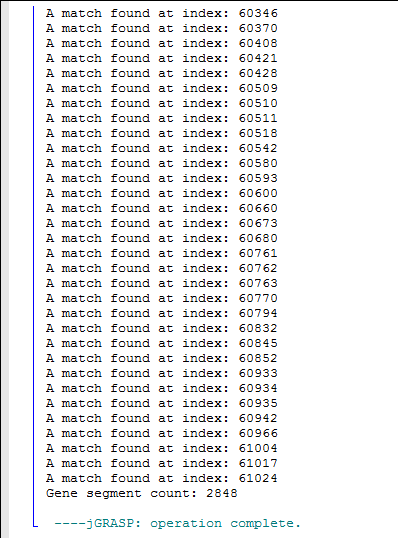 A match found at index: 60346
A match found at index: 60370
A match found at index: 60408
A match found at index: 60421
A match found at index: 60428
A match found at index: 60509
A match found at index: 60510
A match found at index: 60511
A match found at index: 60518
A match found at index: 60542
A match found at index: 60580
A match found at index: 60593
A match found at index: 60600
A match found at index: 60660
A match found at index: 60673
A match found at index: 60680
A match found at index: 60761
A match found at index: 60762
A match found at index: 60763
A match found at index: 60770
A match found at index: 60794
A match found at index: 60832
A match found at index: 60845
A match found at index: 60852
A match found at index: 60933
A match found at index: 60934
A match found at index: 60935
A match found at index: 60942
A match found at index: 60966
A match found at index: 61004
A match found at index: 61017
A match found at index: 61024
Gene segment count: 2848
----jGRASP: operation complete.